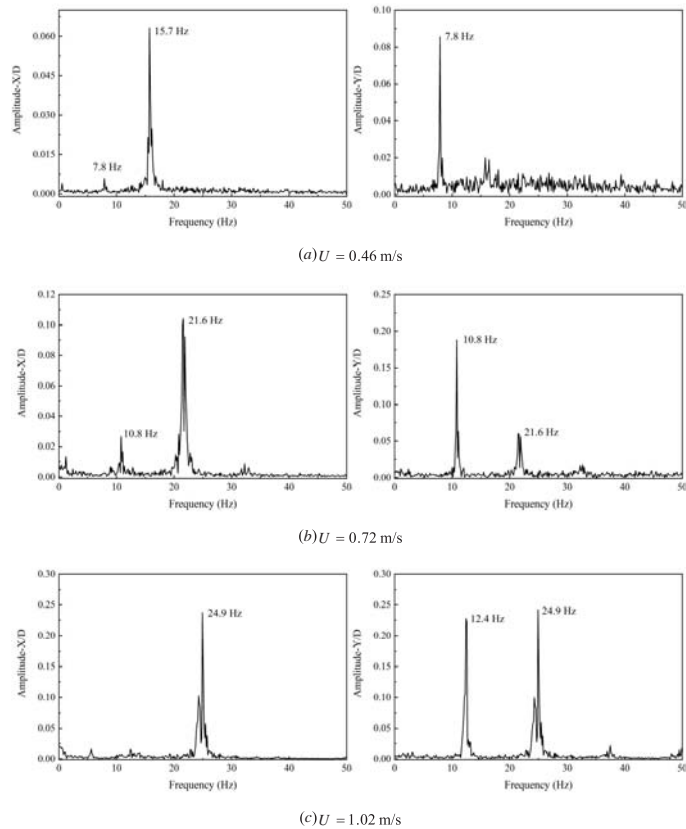 0.060
0.045
0.030
0.015
0.000
Amplitude-X/D
15.7 Hz
7.8 Hz
0 10 20 30 40 50
Frequency (Hz)
0.10
0.08
0.06
0.04
0.02
0.00
Amplitude-Y/D
7.8 Hz
0 10 20 30 40 50
Frequency (Hz)
(a) U = 0.46 m/s
0.12
0.10
0.08
0.06
0.04
0.02
0.00
Amplitude-X/D
21.6 Hz
10.8 Hz
0 10 20 30 40 50
Frequency (Hz)
0.25
0.20
0.15
0.10
0.05
0.00
Amplitude-Y/D
10.8 Hz
21.6 Hz
0 10 20 30 40 50
Frequency (Hz)
(b) U = 0.72 m/s
0.30
0.25
0.20
0.15
0.10
0.05
0.00
Amplitude-X/D
24.9 Hz
0 10 20 30 40 50
Frequency (Hz)
0.30
0.25
0.20
0.15
0.10
0.05
0.00
Amplitude-Y/D
12.4 Hz
24.9 Hz
0 10 20 30 40 50
Frequency (Hz)
(c) U = 1.02 m/s